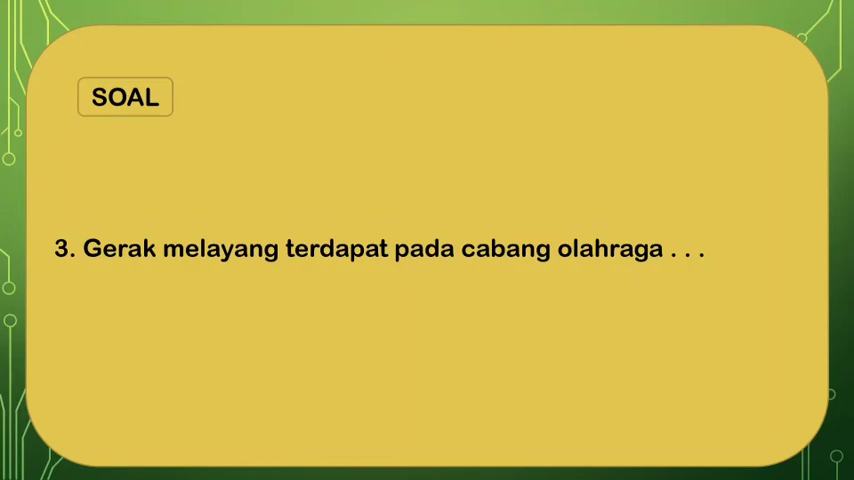 SOAL
3. Gerak melayang terdapat pada cabang olahraga . . .